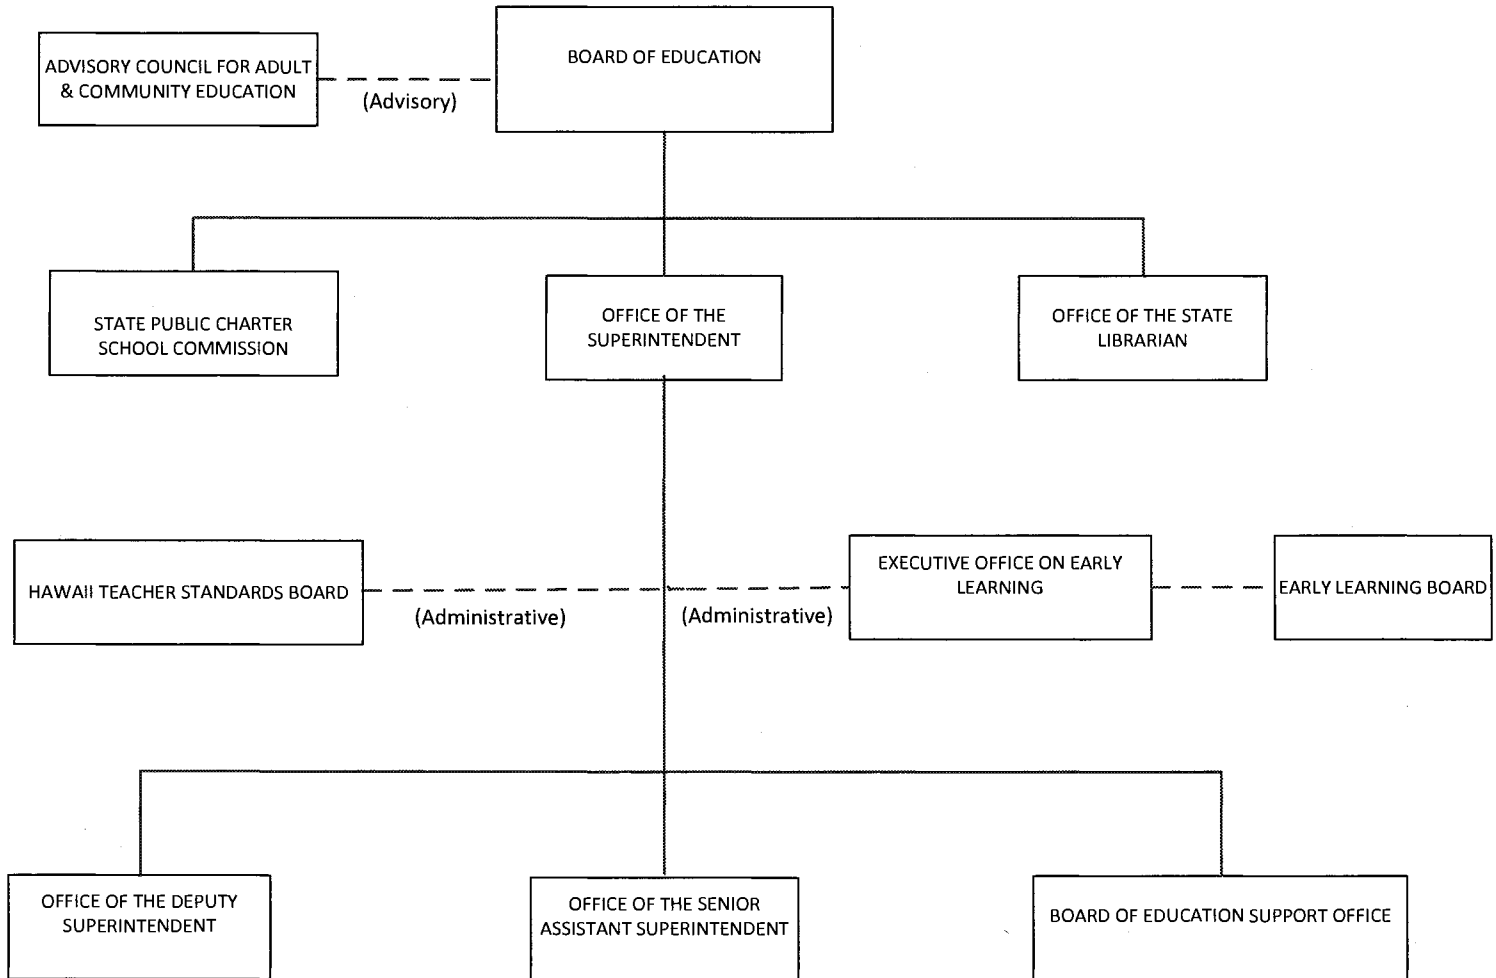 ADVISORY COUNCIL FOR ADULT
& COMMUNITY EDUCATION
(Advisory)
BOARD OF EDUCATION
STATE PUBLIC CHARTER
SCHOOL COMMISSION
OFFICE OF THE
SUPERINTENDENT
OFFICE OF THE STATE
LIBRARIAN
HAWAII TEACHER STANDARDS BOARD
(Administrative)
(Administrative)
EXECUTIVE OFFICE ON EARLY
LEARNING
EARLY LEARNING BOARD
OFFICE OF THE DEPUTY
SUPERINTENDENT
OFFICE OF THE SENIOR
ASSISTANT SUPERINTENDENT
BOARD OF EDUCATION SUPPORT OFFICE